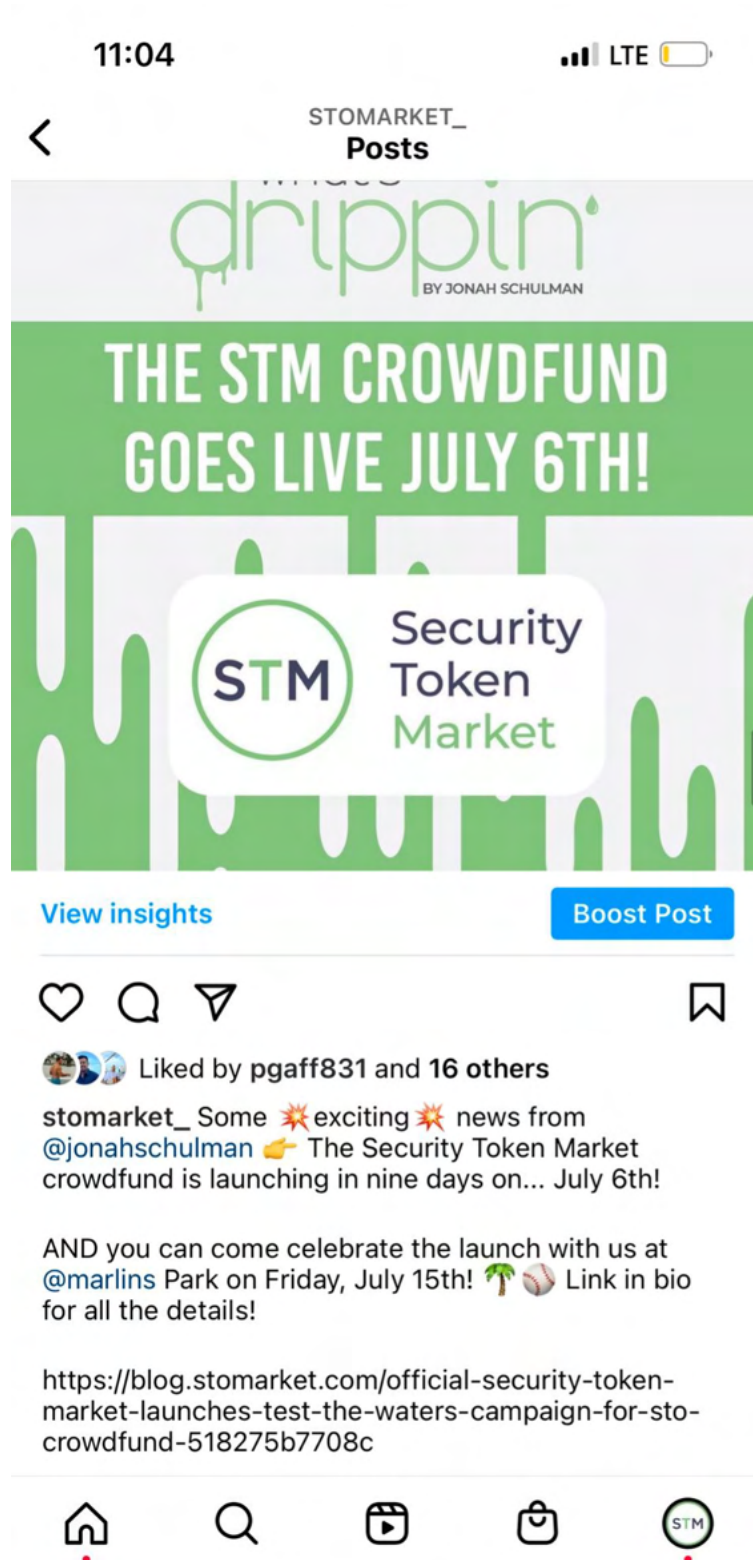 11:04
LTE
STOMARKET_
Posts
what's
drippin'
BY JONAH SCHULMAN
THE STM CROWDFUND
GOES LIVE JULY 6TH!
STM
Security
Token
Market
View insights
Boost Post
Liked by pgaff831 and 16 others
stomarket_ Some 💥exciting💥 news from
@jonahschulman 👉 The Security Token Market
crowdfund is launching in nine days on... July 6th!
AND you can come celebrate the launch with us at
@marlins Park on Friday, July 15th! 🌴⚾ Link in bio
for all the details!
https://blog.stomarket.com/official-security-token-
market-launches-test-the-waters-campaign-for-sto-
crowdfund-518275b7708c
STM